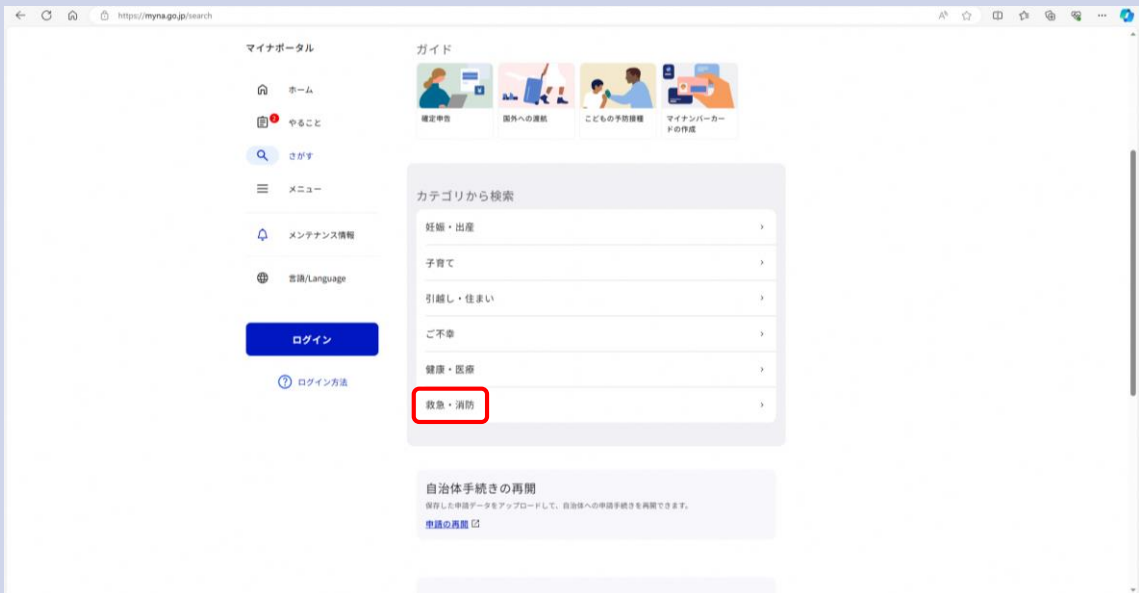 https://myna.go.jp/search
マイナポータル
ホーム
2
やること
さがす
メニュー
メンテナンス情報
言語/Language
ログイン
ログイン方法
ガイド
確定申告
国外への渡航
こどもの予防接種
マイナンバーカー
ドの作成
カテゴリから検索
妊娠・出産
子育て
引越し・住まい
ご不幸
健康・医療
救急・消防
自治体手続きの再開
保存した申請データをアップロードして、自治体への申請手続きを再開できます。
申請の再開